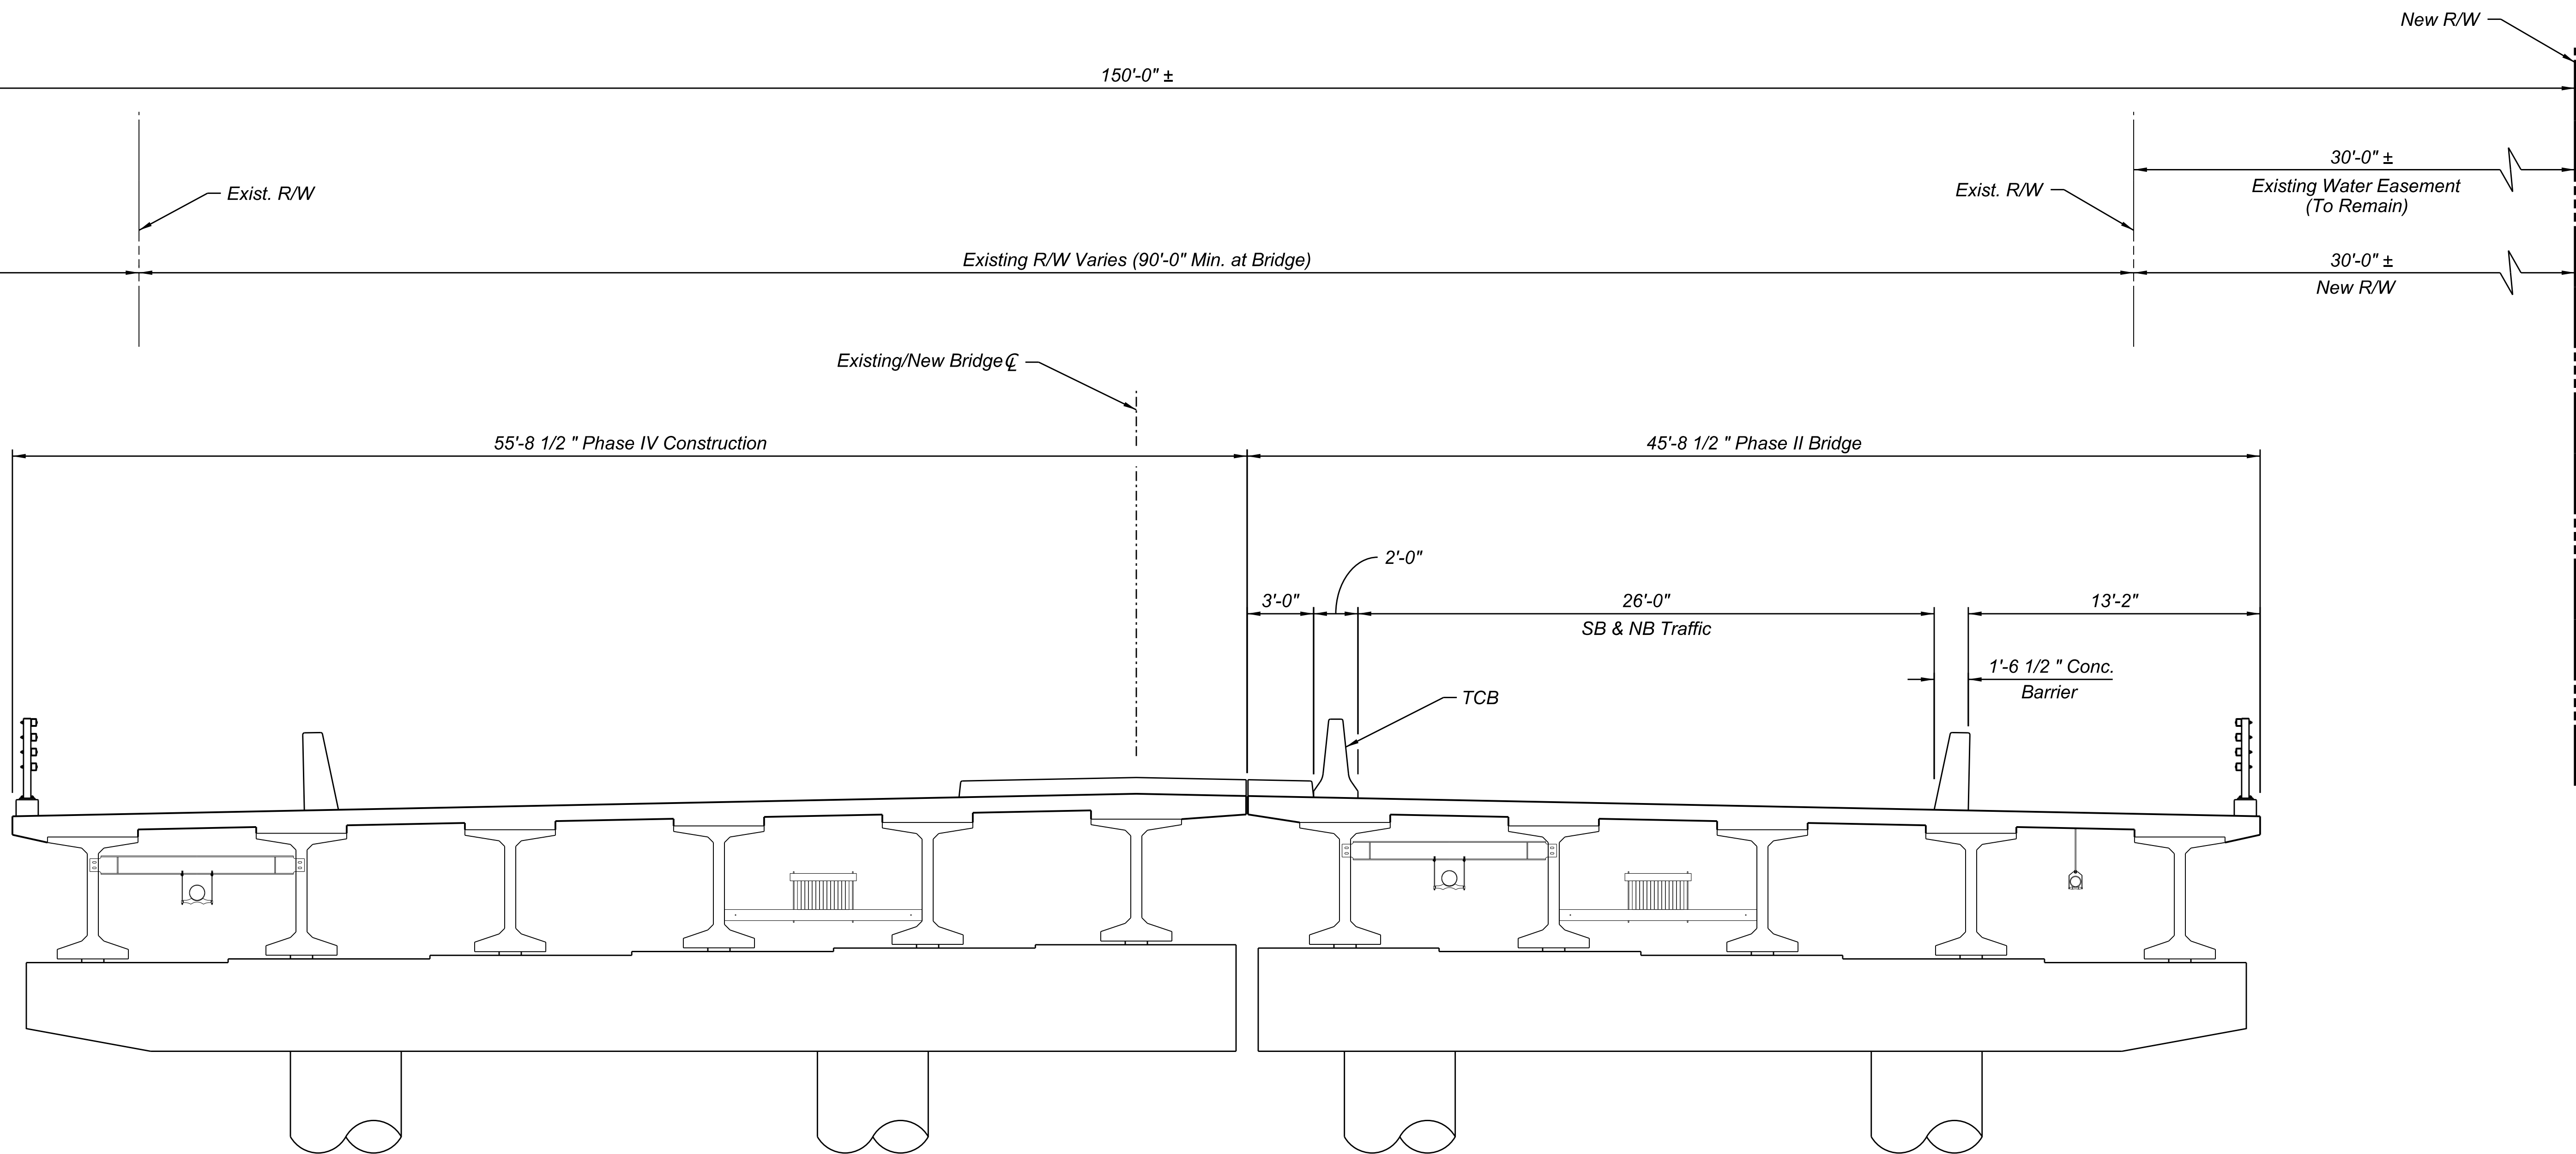 New R/W
150'-0" ±
30'-0" ±
Existing Water Easement
(To Remain)
Exist. R/W
Exist. R/W
Existing R/W Varies (90'-0" Min. at Bridge)
30'-0" ±
New R/W
Existing/New Bridge ℄
55'-8 1/2 " Phase IV Construction
45'-8 1/2 " Phase II Bridge
2'-0"
3'-0"
26'-0"
13'-2"
SB & NB Traffic
1'-6 1/2 " Conc.
Barrier
TCB